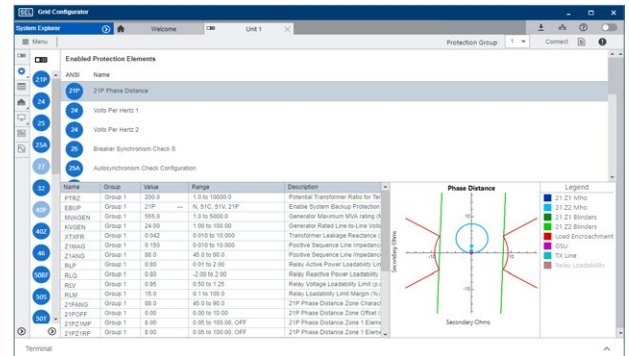 SEL Grid Configurator
System Explorer
Welcome
Unit 1
Menu
Protection Group 1
Connect
Enabled Protection Elements
ANSI Name
21P 21P Phase Distance
24 Volts Per Hertz 1
24 Volts Per Hertz 2
25 Breaker Synchronism Check S
25A Autosynchronism Check Configuration
21P
24
25
25A
27
32
40P
40Z
46
50BF
50S
50T
Name Group Value Range Description
PTRZ Group 1 200.0 1.0 to 10000.0 Potential Transformer Ratio for Ter
EBUP Group 1 21P ... N, 51C, 51V, 21P Enable System Backup Protection
MVAGEN Group 1 555.0 1.0 to 5000.0 Generator Maximum MVA rating (M
KVGEN Group 1 24.00 1.00 to 100.00 Generator Rated Line-to-Line Volta
XTXFR Group 1 0.042 0.010 to 10.000 Transformer Leakage Reactance (
Z1MAG Group 1 0.150 0.010 to 10.000 Positive Sequence Line Impedanc
Z1ANG Group 1 88.0 45.0 to 90.0 Positive Sequence Line Impedanc
RLP Group 1 0.80 0.01 to 2.00 Relay Active Power Loadability Lim
RLG Group 1 0.80 -2.00 to 2.00 Relay Reactive Power Loadability
RLV Group 1 0.95 0.50 to 1.25 Relay Voltage Loadability Limit (p.u
RLM Group 1 15.0 0.1 to 100.0 Relay Loadability Limit Margin (%)
21PANG Group 1 88.0 45.0 to 90.0 21P Phase Distance Zone Charact
21POFF Group 1 0.00 0.00 to 10.00 21P Phase Distance Zone Offset (
21PZ1MP Group 1 8.00 0.05 to 100.00, OFF 21P Phase Distance Zone 1 Eleme
21PZ1RP Group 1 8.00 0.05 to 100.00, OFF 21P Phase Distance Zone 1 Eleme
Phase Distance
Secondary Ohms
10
-10
10
-10
Secondary Ohms
Legend
21 Z1 Mho
21 Z2 Mho
21 Z1 Blinders
21 Z2 Blinders
Load Encroachment
GSU
TX Line
Relay Loadability
Terminal